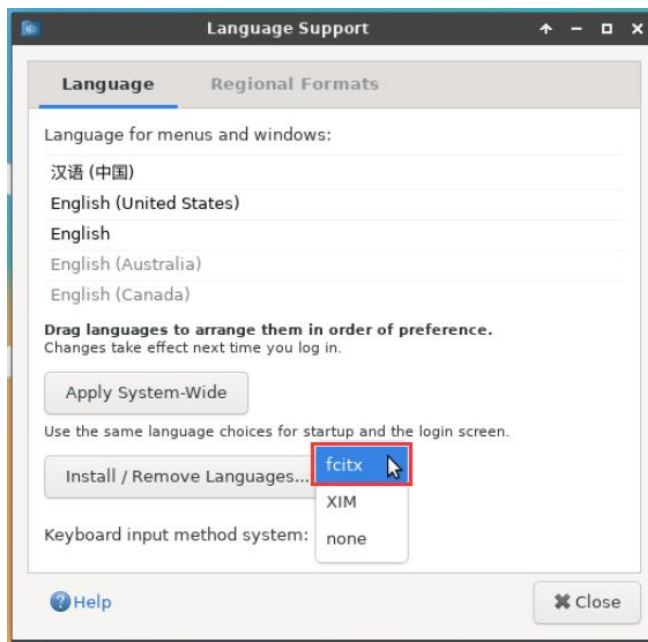 Language Support
Language Regional Formats
Language for menus and windows:
汉语 (中国)
English (United States)
English
English (Australia)
English (Canada)
Drag languages to arrange them in order of preference.
Changes take effect next time you log in.
Apply System-Wide
Use the same language choices for startup and the login screen.
Install / Remove Languages...
fcitx
XIM
Keyboard input method system:
none
Help
Close